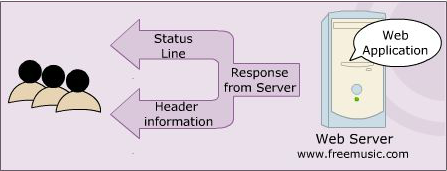 Status
Line
Response
from Server
Header
information
Web
Application
Web Server
www.freemusic.com